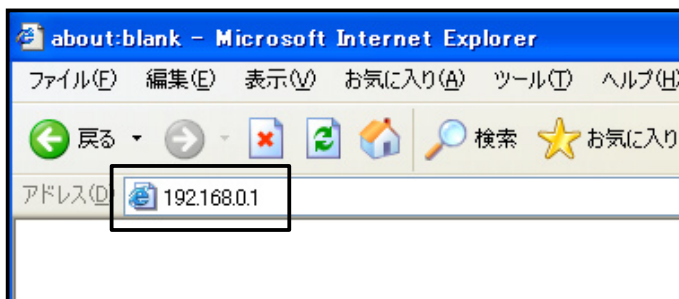 about:blank - Microsoft Internet Explorer
ファイル(F) 編集(E) 表示(V) お気に入り(A) ツール(T) ヘルプ(H)
戻る 検索 お気に入り
アドレス(D) 192.168.0.1